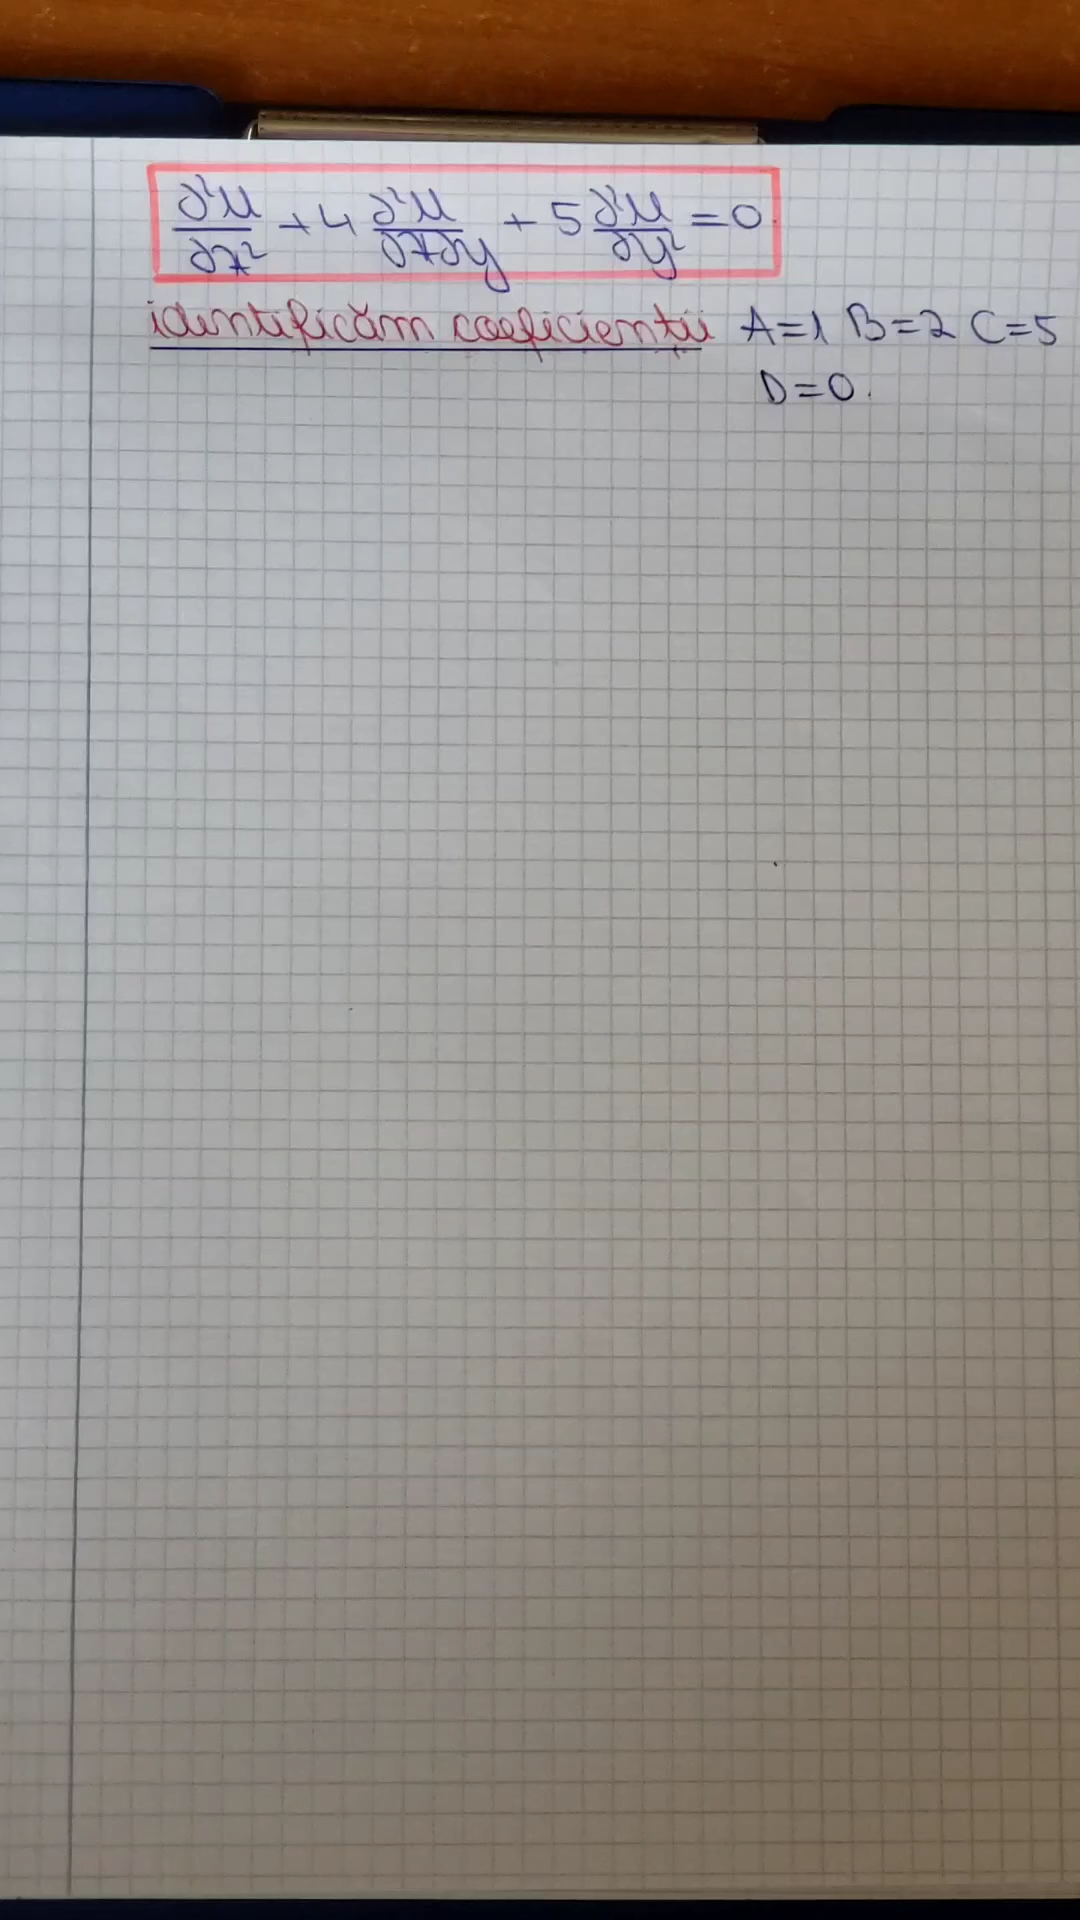 ∂²u/∂x² + 4 ∂²u/∂x∂y + 5 ∂²u/∂y² = 0.
identificăm coeficienții A=1 B=2 C=5
D=0.